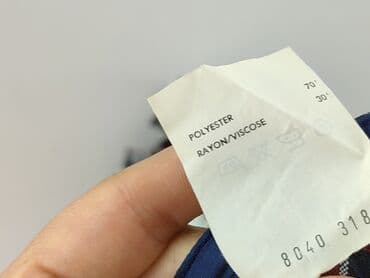 POLYESTER 70%
RAYON/VISCOSE 30%
8040 318